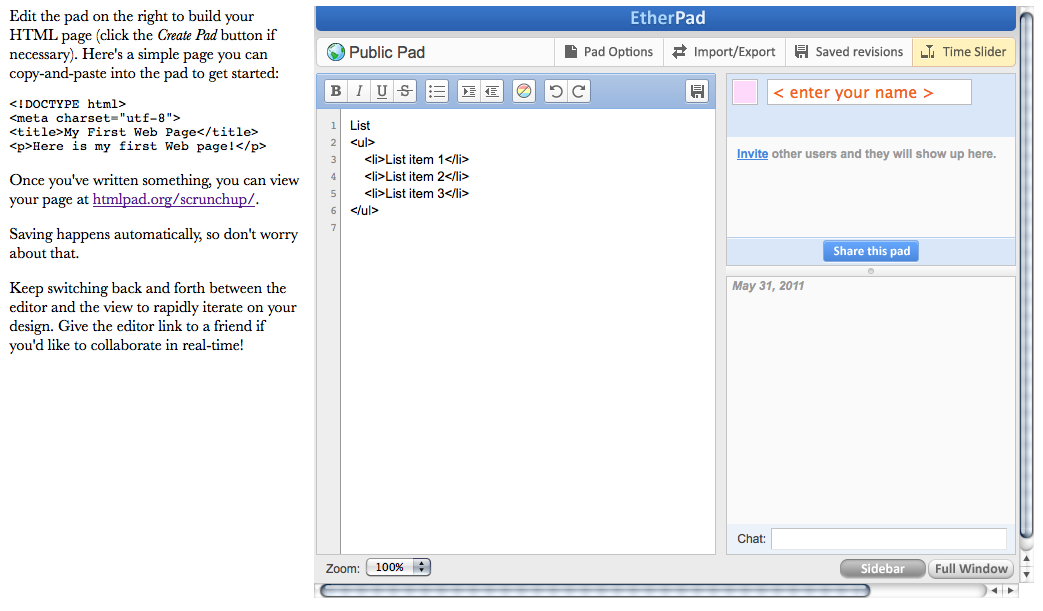 Edit the pad on the right to build your
HTML page (click the Create Pad button if
necessary). Here's a simple page you can
copy-and-paste into the pad to get started:
<!DOCTYPE html>
<meta charset="utf-8">
<title>My First Web Page</title>
<p>Here is my first Web page!</p>
Once you've written something, you can view
your page at htmlpad.org/scrunchup/.
Saving happens automatically, so don't worry
about that.
Keep switching back and forth between the
editor and the view to rapidly iterate on your
design. Give the editor link to a friend if
you'd like to collaborate in real-time!
EtherPad
Public Pad
Pad Options
Import/Export
Saved revisions
Time Slider
B I U S
1 List
2 <ul>
3 <li>List item 1</li>
4 <li>List item 2</li>
5 <li>List item 3</li>
6 </ul>
7
< enter your name >
Invite other users and they will show up here.
Share this pad
May 31, 2011
Chat:
Zoom: 100%
Sidebar
Full Window